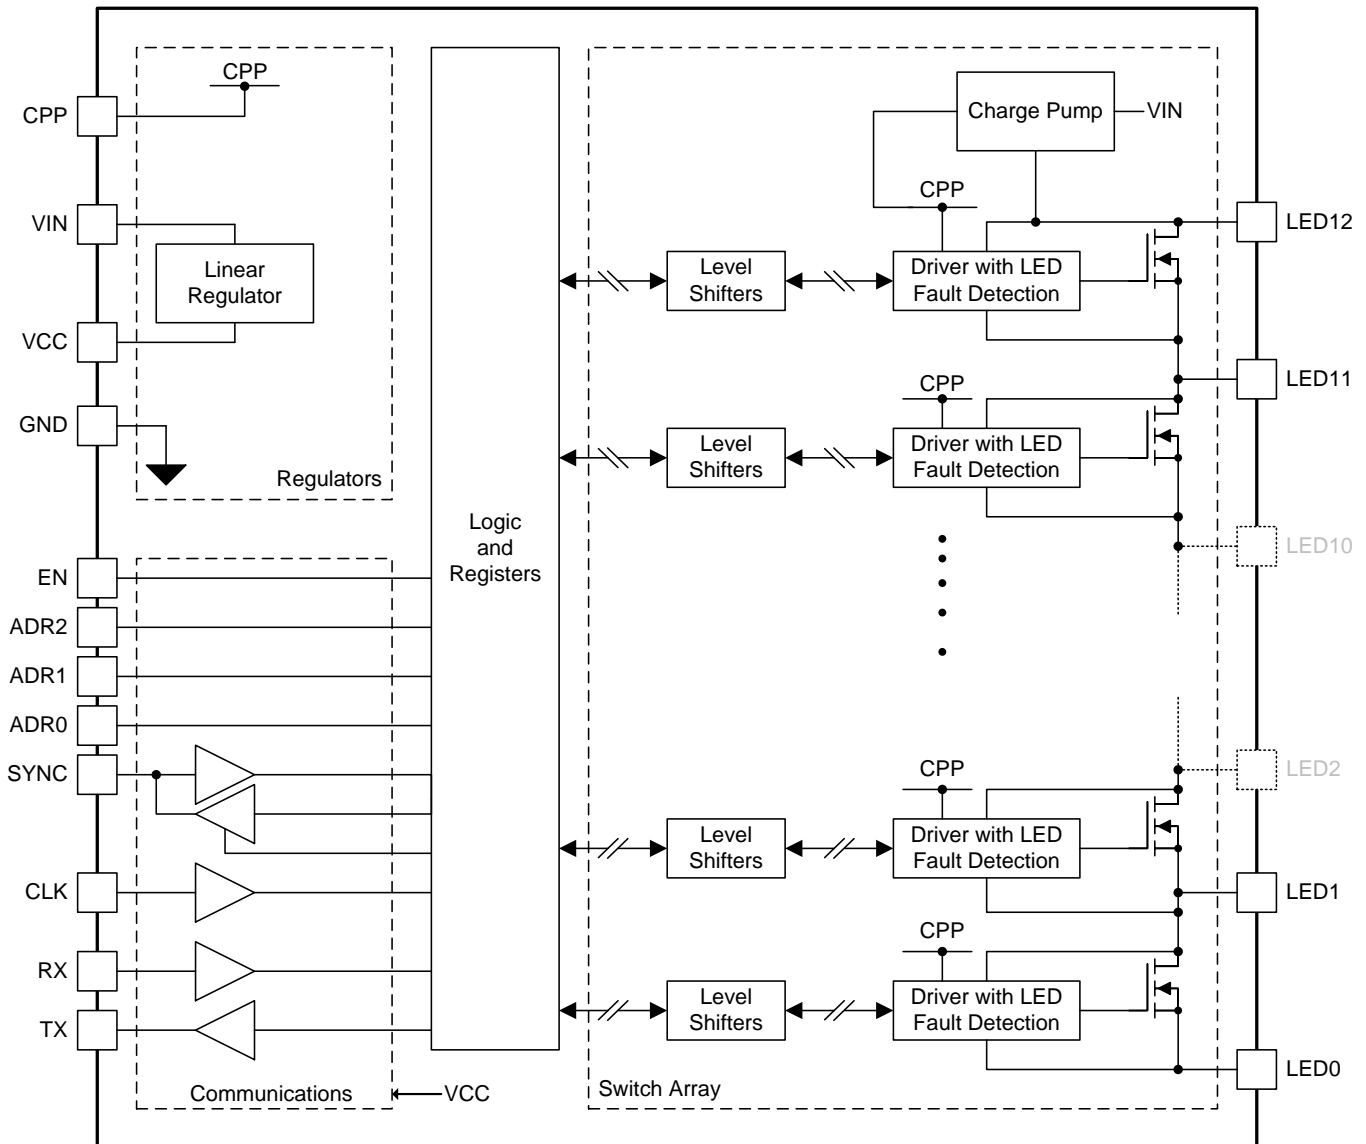 CPP
CPP
VIN
Linear
Regulator
VCC
GND
Regulators
EN
ADR2
ADR1
ADR0
SYNC
CLK
RX
TX
Communications
VCC
Logic
and
Registers
Charge Pump
VIN
CPP
Level
Shifters
Driver with LED
Fault Detection
LED12
LED11
CPP
Level
Shifters
Driver with LED
Fault Detection
LED10
LED2
CPP
Level
Shifters
Driver with LED
Fault Detection
LED1
CPP
Level
Shifters
Driver with LED
Fault Detection
LED0
Switch Array